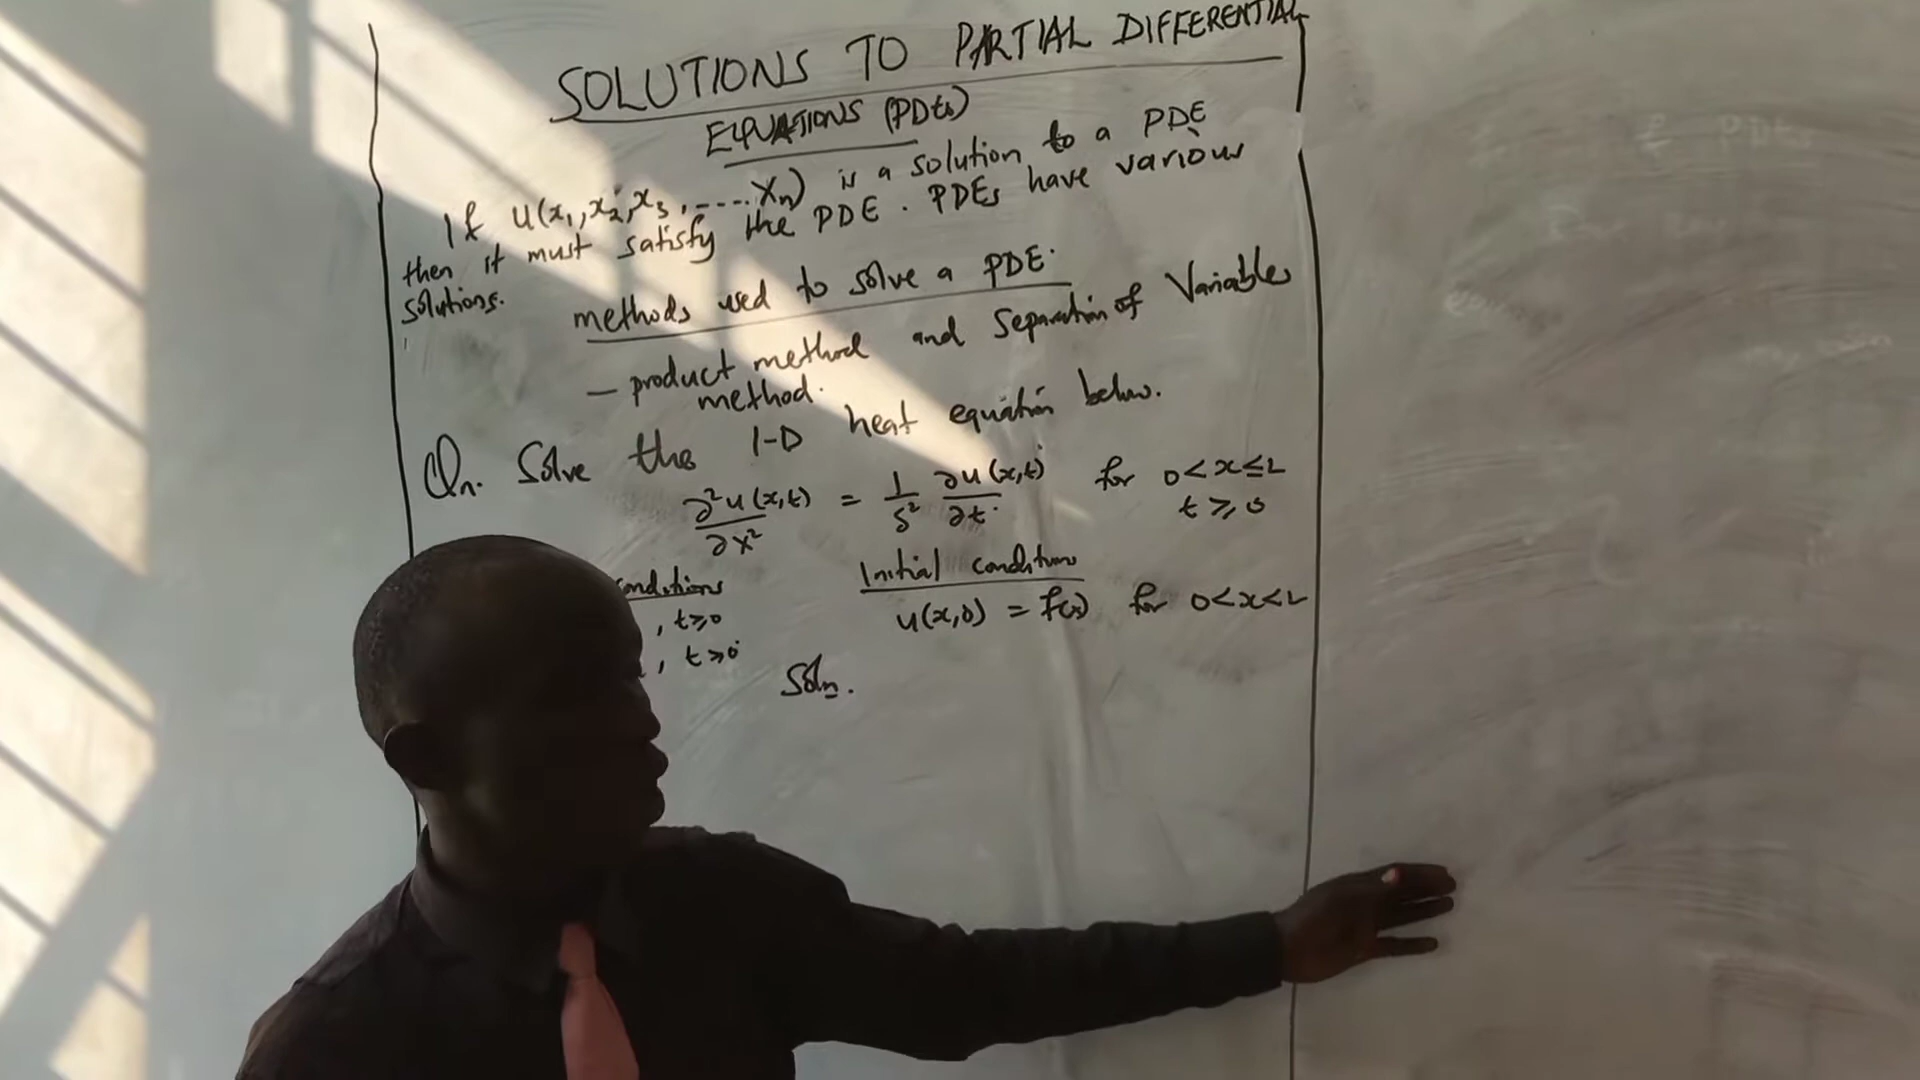 SOLUTIONS TO PARTIAL DIFFERENTIAL
EQUATIONS (PDEs)
If u(x₁, x₂, x₃, ---- Xn) is a solution to a PDE
then it must satisfy the PDE. PDEs have various
solutions.
methods used to solve a PDE.
— product method and Separation of Variables
method.
Qn. Solve the 1-D heat equation below.
∂²u(x,t)/∂x² = 1/δ² ∂u(x,t)/∂t for 0<x≤L
t≥0
onditions
, t≥0
, t≥0
Initial conditions
u(x,0) = f(x) for 0<x<L
Soln.